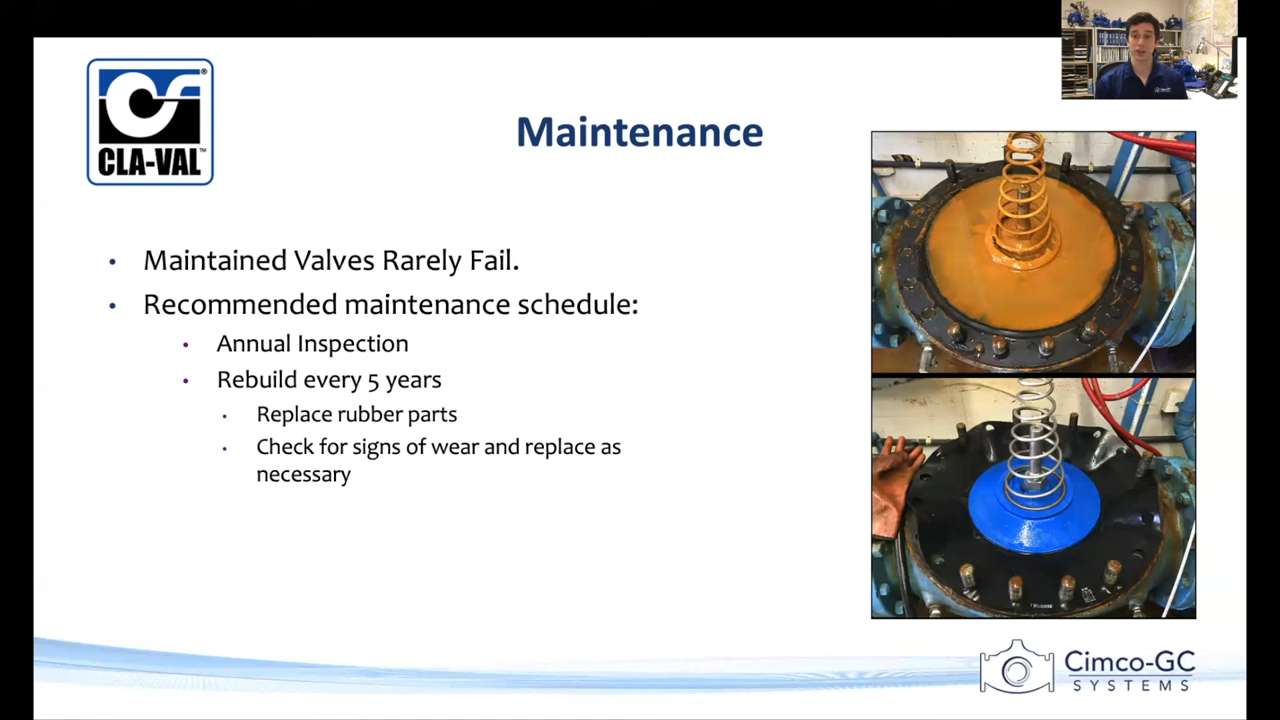 CLA-VAL
Maintenance
Maintained Valves Rarely Fail.
Recommended maintenance schedule:
Annual Inspection
Rebuild every 5 years
Replace rubber parts
Check for signs of wear and replace as
necessary
Cimco-GC
SYSTEMS